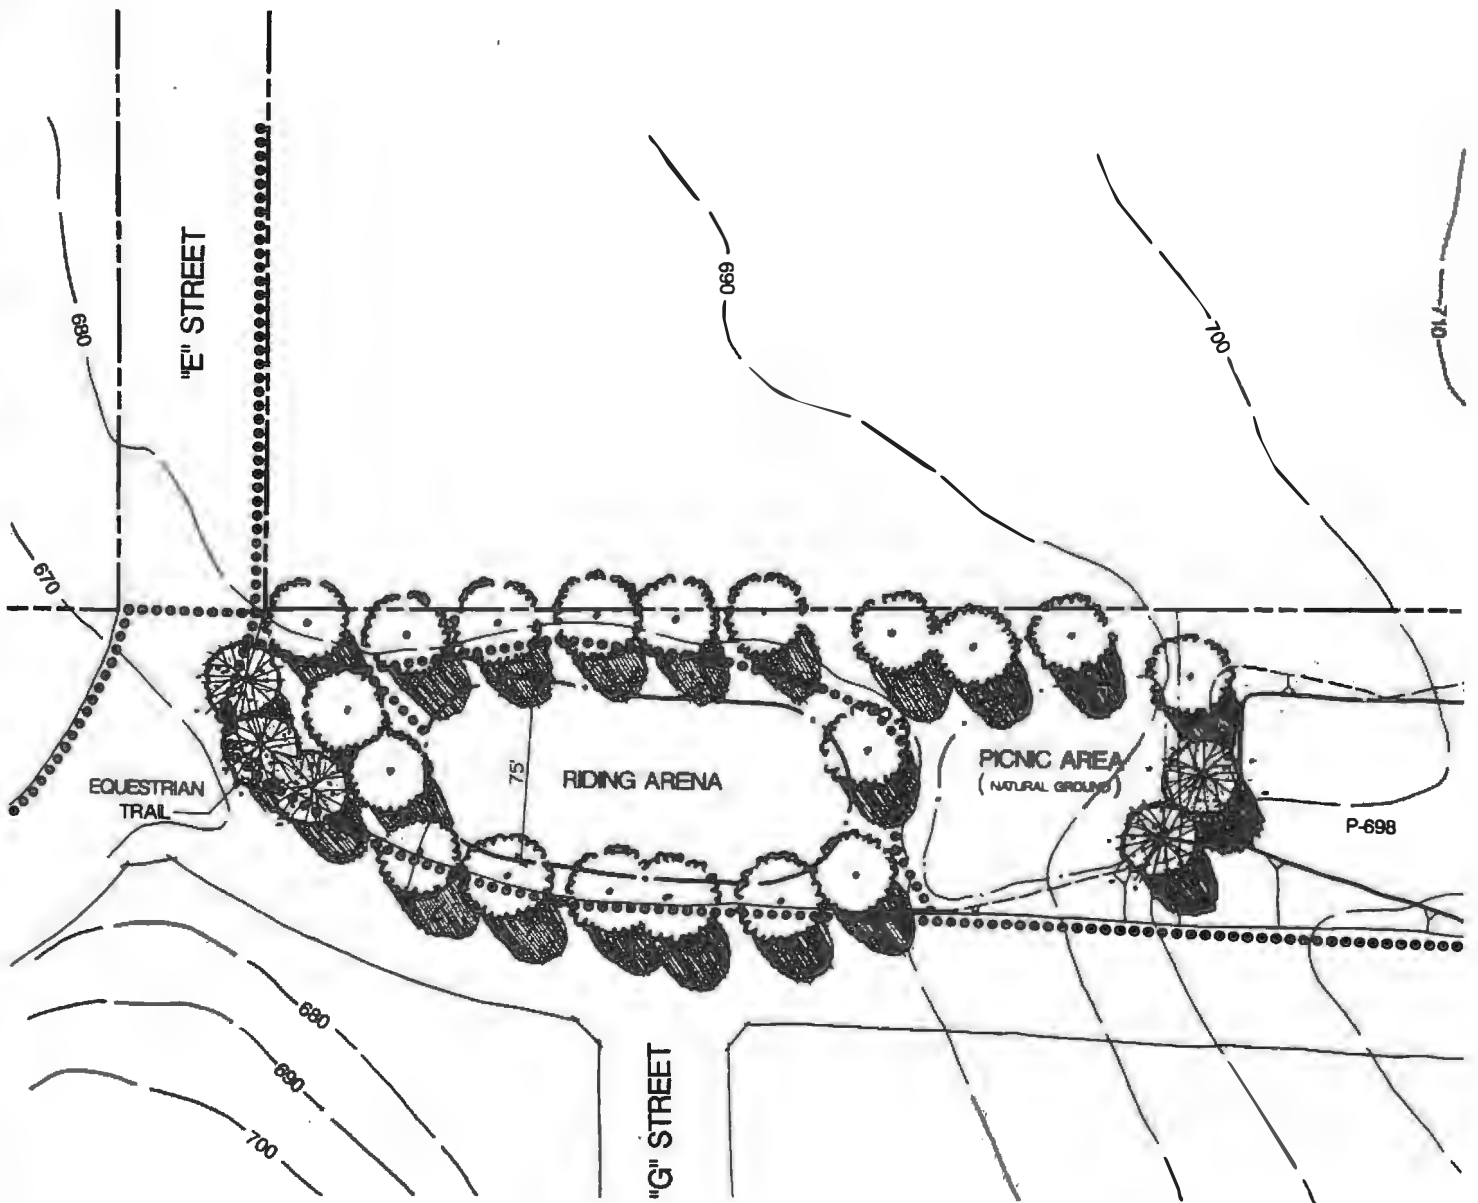 "E" STREET
680
690
700
710
670
EQUESTRIAN
TRAIL
75'
RIDING ARENA
PICNIC AREA
(NATURAL GROUND)
P-698
680
690
700
"G" STREET